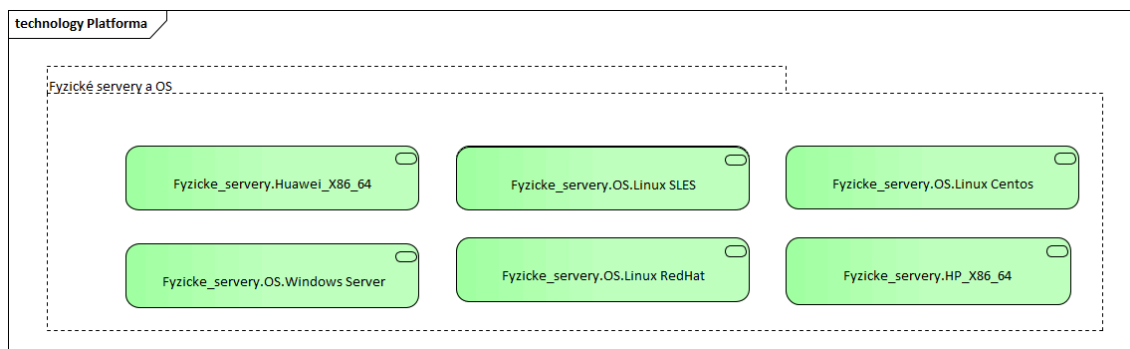 technology Platforma
Fyzické servery a OS
Fyzicke_servery.Huawei_X86_64
Fyzicke_servery.OS.Linux SLES
Fyzicke_servery.OS.Linux Centos
Fyzicke_servery.OS.Windows Server
Fyzicke_servery.OS.Linux RedHat
Fyzicke_servery.HP_X86_64